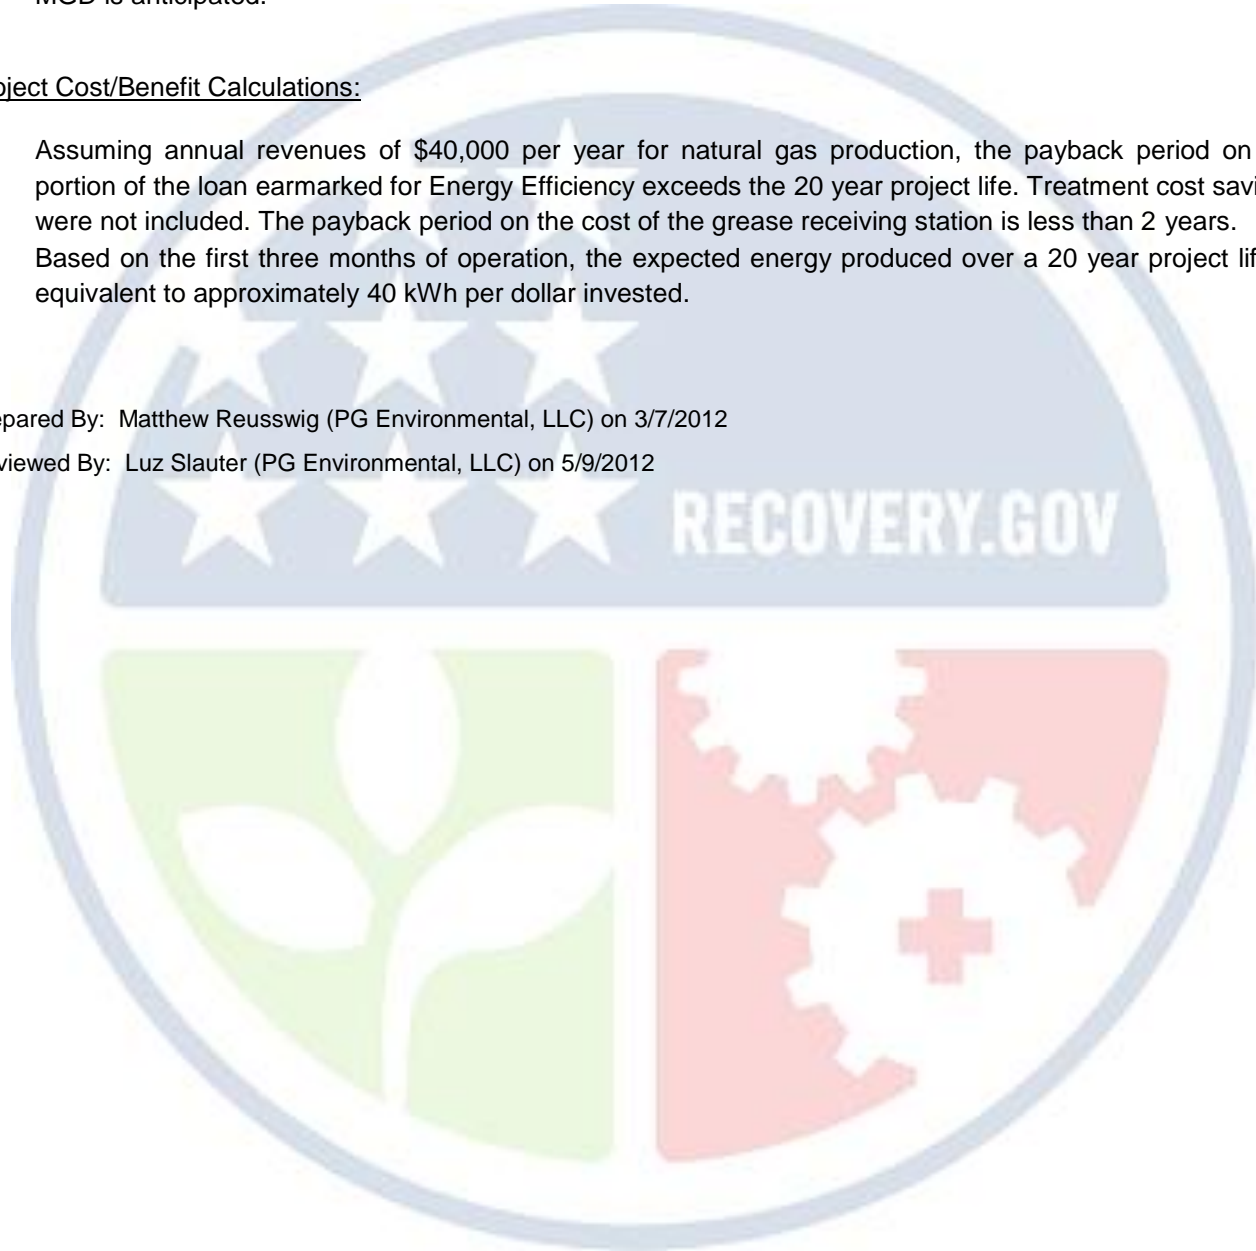 MGD is anticipated.
oject Cost/Benefit Calculations:
Assuming annual revenues of $40,000 per year for natural gas production, the payback period on
portion of the loan earmarked for Energy Efficiency exceeds the 20 year project life. Treatment cost savi
were not included. The payback period on the cost of the grease receiving station is less than 2 years.
Based on the first three months of operation, the expected energy produced over a 20 year project lif
equivalent to approximately 40 kWh per dollar invested.
epared By: Matthew Reusswig (PG Environmental, LLC) on 3/7/2012
viewed By: Luz Slauter (PG Environmental, LLC) on 5/9/2012
RECOVERY.GOV